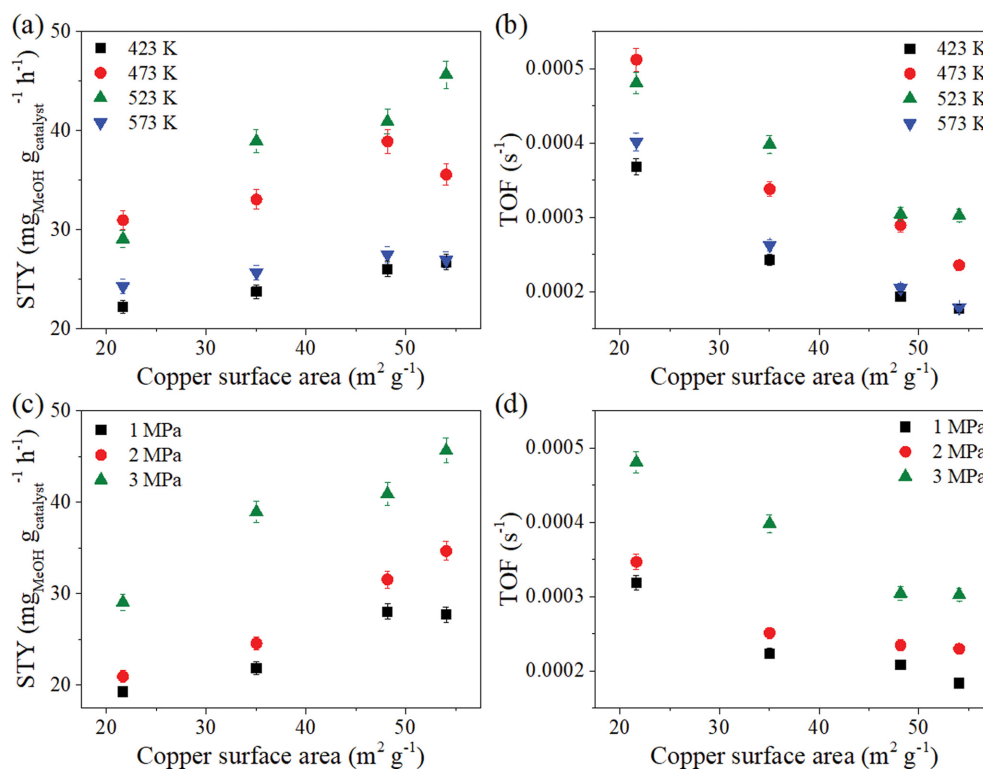 (a)
50
40
30
20
STY (mg_MeOH g_catalyst^-1 h^-1)
423 K
473 K
523 K
573 K
20 30 40 50
Copper surface area (m² g⁻¹)
(b)
0.0005
0.0004
0.0003
0.0002
TOF (s⁻¹)
423 K
473 K
523 K
573 K
20 30 40 50
Copper surface area (m² g⁻¹)
(c)
50
40
30
20
STY (mg_MeOH g_catalyst^-1 h^-1)
1 MPa
2 MPa
3 MPa
20 30 40 50
Copper surface area (m² g⁻¹)
(d)
0.0005
0.0004
0.0003
0.0002
TOF (s⁻¹)
1 MPa
2 MPa
3 MPa
20 30 40 50
Copper surface area (m² g⁻¹)